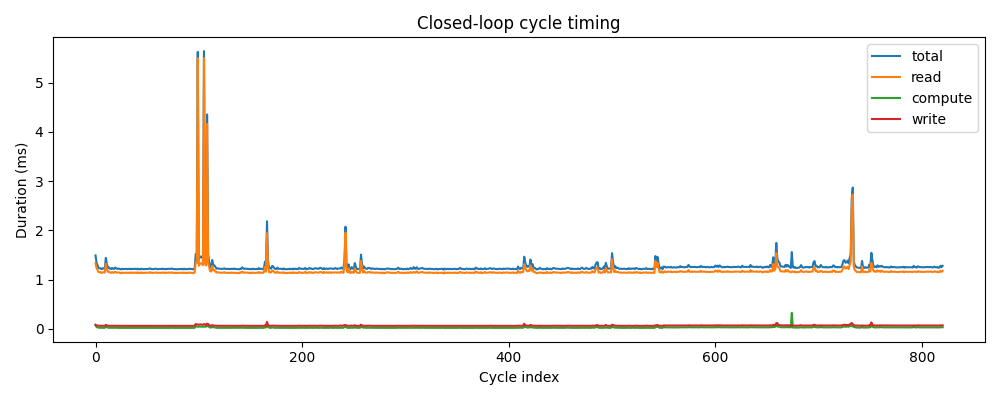 Closed-loop cycle timing
total
read
compute
write
Duration (ms)
5
4
3
2
1
0
0 200 400 600 800
Cycle index